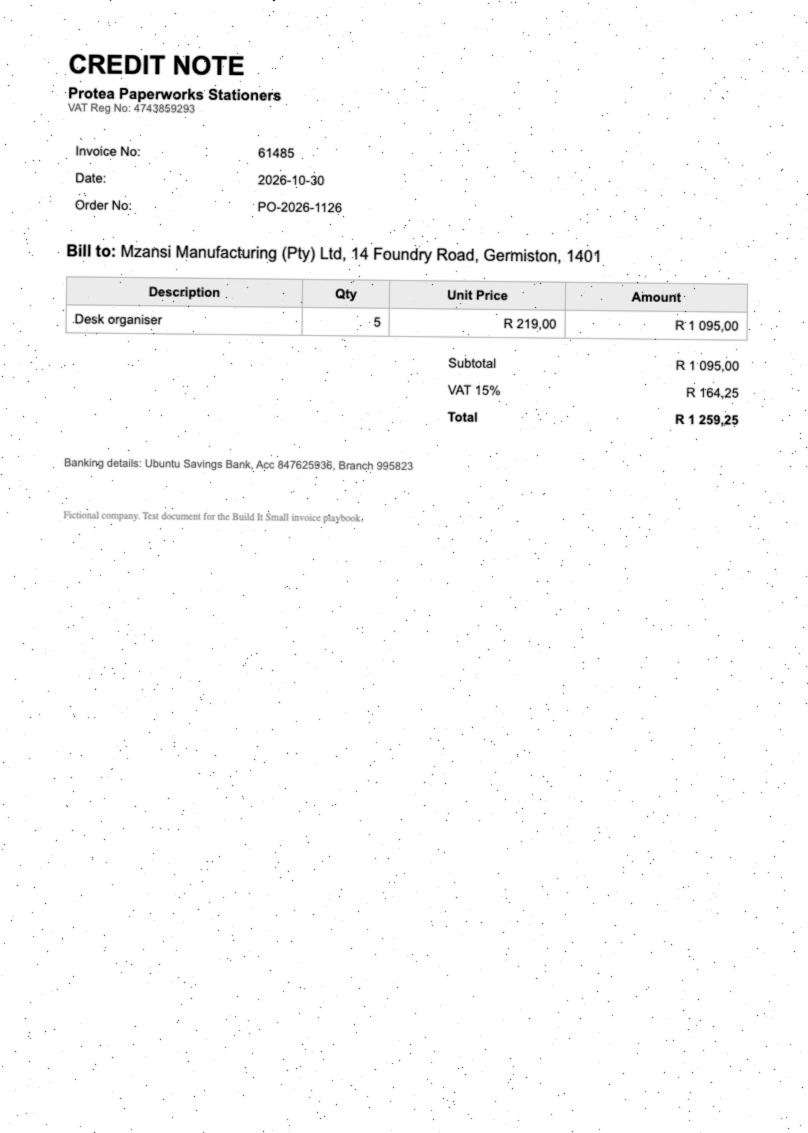 CREDIT NOTE
Protea Paperworks Stationers
VAT Reg No: 4743859293
Invoice No: 61485
Date: 2026-10-30
Order No: PO-2026-1126
Bill to: Mzansi Manufacturing (Pty) Ltd, 14 Foundry Road, Germiston, 1401
Description Qty Unit Price Amount
Desk organiser 5 R 219,00 R 1 095,00
Subtotal R 1 095,00
VAT 15% R 164,25
Total R 1 259,25
Banking details: Ubuntu Savings Bank, Acc 847625936, Branch 995823
Fictional company. Test document for the Build It Small invoice playbook.